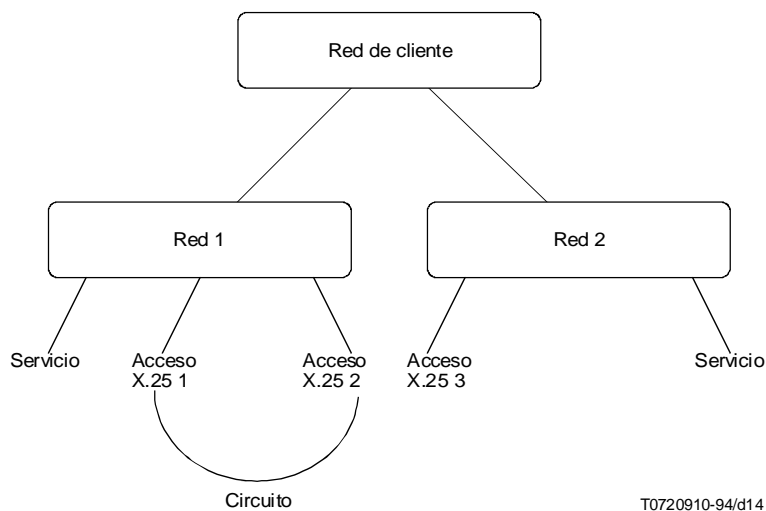 Red de cliente
Red 1
Red 2
Servicio
Acceso
X.25 1
Acceso
X.25 2
Acceso
X.25 3
Servicio
Circuito
T0720910-94/d14